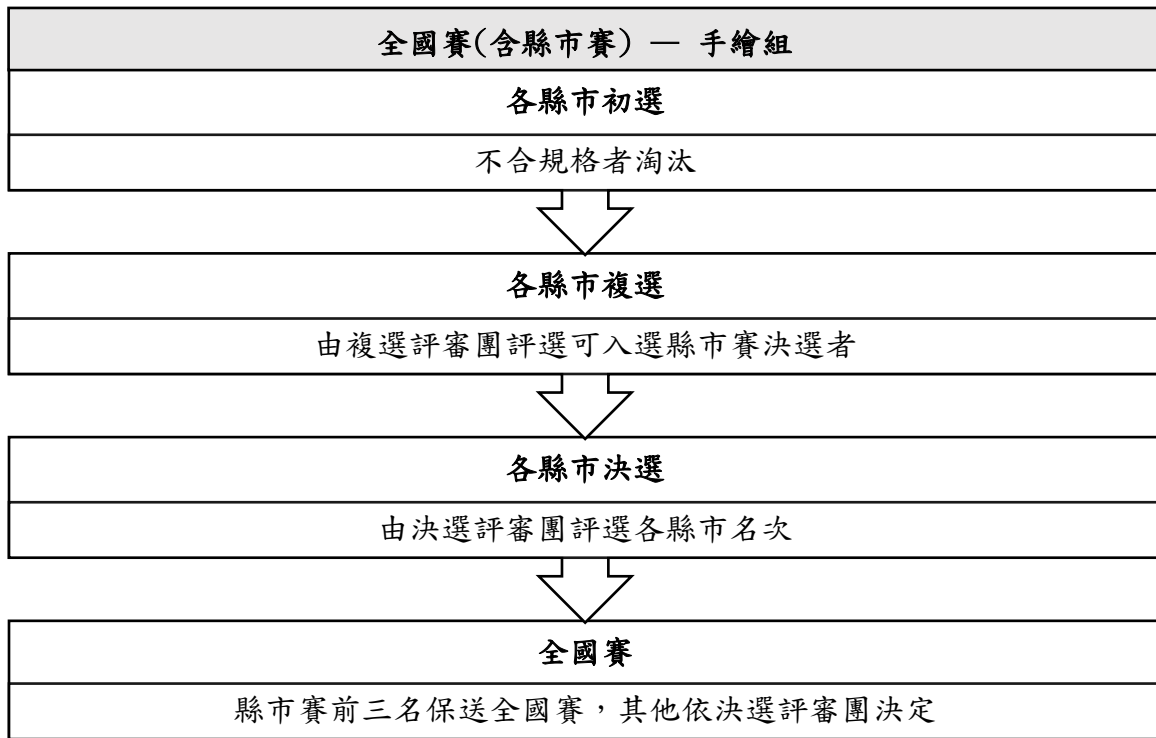 全國賽(含縣市賽) — 手繪組
各縣市初選
不合規格者淘汰
各縣市複選
由複選評審團評選可入選縣市賽決選者
各縣市決選
由決選評審團評選各縣市名次
全國賽
縣市賽前三名保送全國賽，其他依決選評審團決定